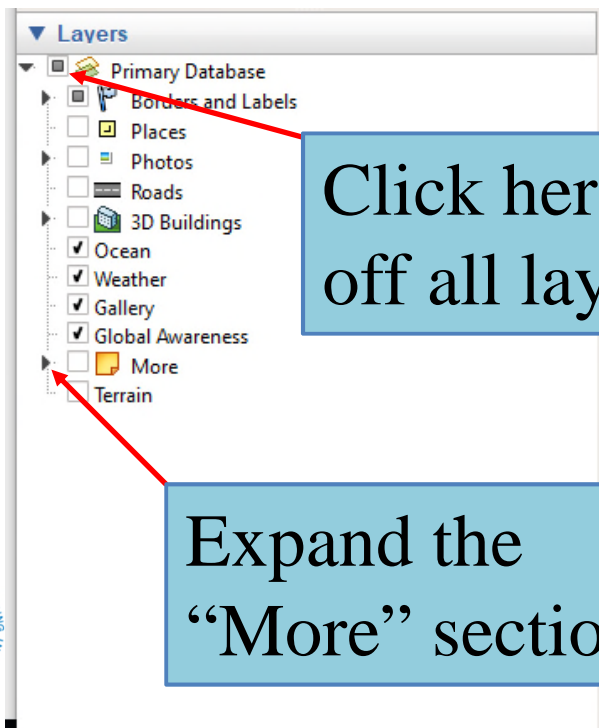 Layers
Primary Database
Borders and Labels
Places
Photos
Roads
3D Buildings
Ocean
Weather
Gallery
Global Awareness
More
Terrain
Click her
off all lay
Expand the
“More” sectio